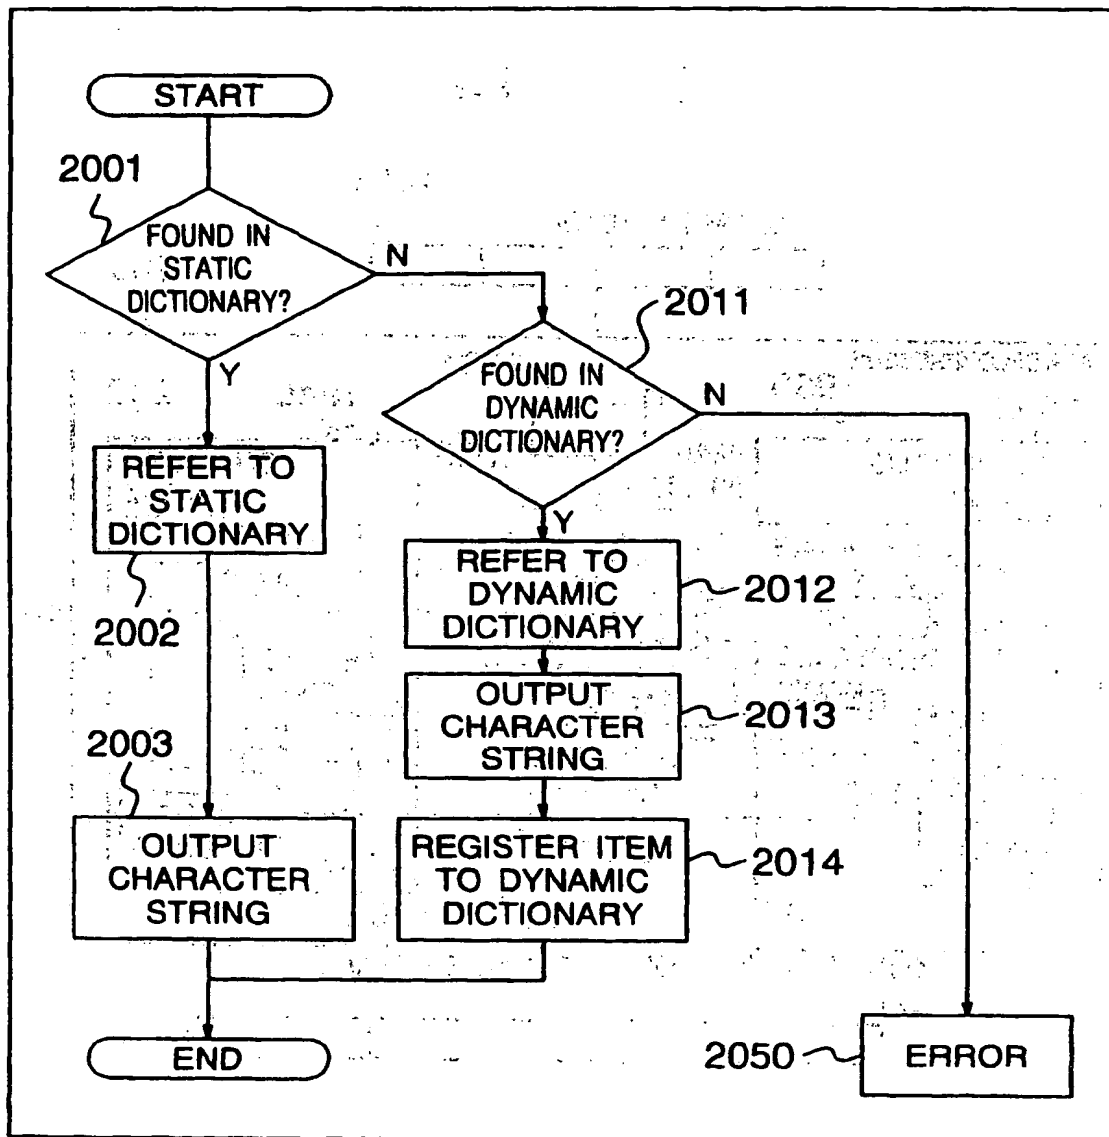 START
2001
FOUND IN
STATIC
DICTIONARY?
N
Y
2011
FOUND IN
DYNAMIC
DICTIONARY?
N
Y
REFER TO
STATIC
DICTIONARY
2002
REFER TO
DYNAMIC
DICTIONARY
2012
OUTPUT
CHARACTER
STRING
2013
2003
OUTPUT
CHARACTER
STRING
REGISTER ITEM
TO DYNAMIC
DICTIONARY
2014
END
2050
ERROR